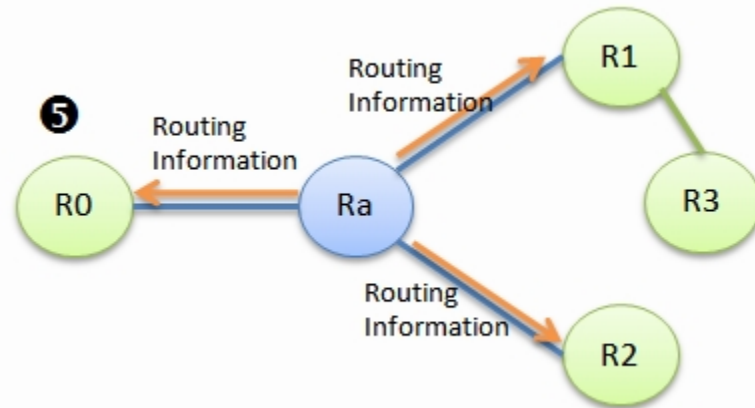 R1
Routing
Information
❺
Routing
Information
R0
Ra
R3
Routing
Information
R2